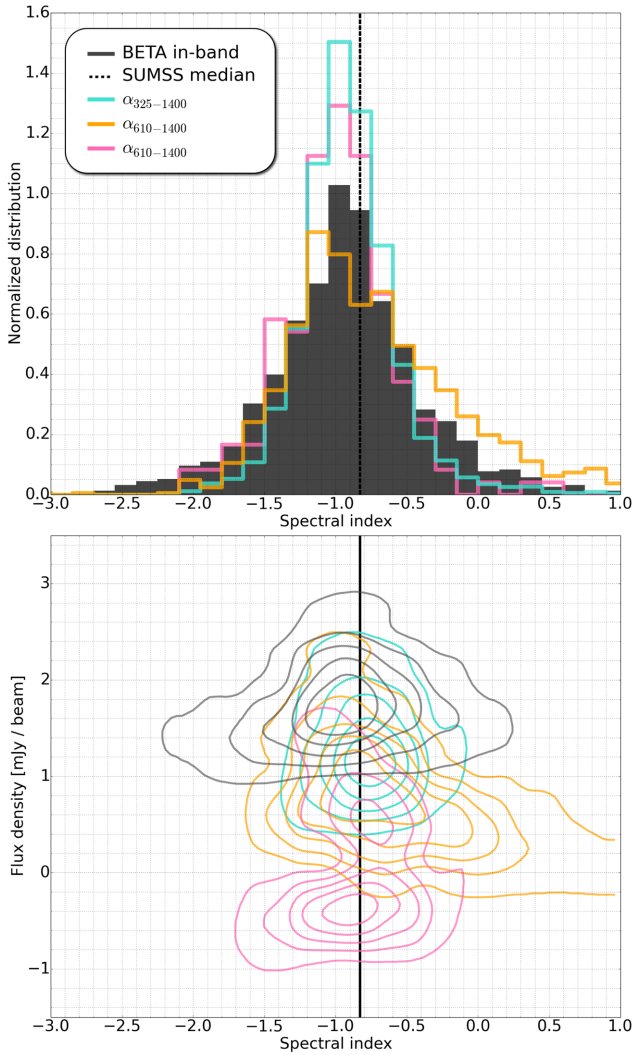 1.6
1.4
1.2
1.0
0.8
0.6
0.4
0.2
0.0
Normalized distribution
BETA in-band
SUMSS median
α325−1400
α610−1400
α610−1400
−3.0 −2.5 −2.0 −1.5 −1.0 −0.5 0.0 0.5 1.0
Spectral index
3
2
1
0
−1
Flux density [mJy / beam]
−3.0 −2.5 −2.0 −1.5 −1.0 −0.5 0.0 0.5 1.0
Spectral index